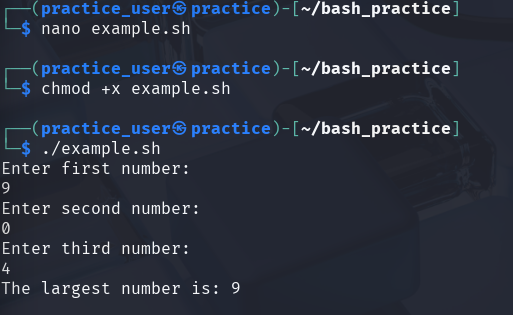 ┌──(practice_user㉿practice)-[~/bash_practice]
└─$ nano example.sh
┌──(practice_user㉿practice)-[~/bash_practice]
└─$ chmod +x example.sh
┌──(practice_user㉿practice)-[~/bash_practice]
└─$ ./example.sh
Enter first number:
9
Enter second number:
0
Enter third number:
4
The largest number is: 9